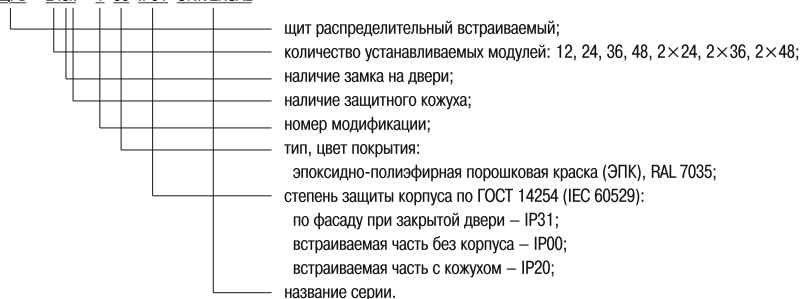 щит распределительный встраиваемый;
количество устанавливаемых модулей: 12, 24, 36, 48, 2×24, 2×36, 2×48;
наличие замка на двери;
наличие защитного кожуха;
номер модификации;
тип, цвет покрытия:
эпоксидно-полиэфирная порошковая краска (ЭПК), RAL 7035;
степень защиты корпуса по ГОСТ 14254 (IEC 60529):
по фасаду при закрытой двери – IP31;
встраиваемая часть без корпуса – IP00;
встраиваемая часть с кожухом – IP20;
название серии.